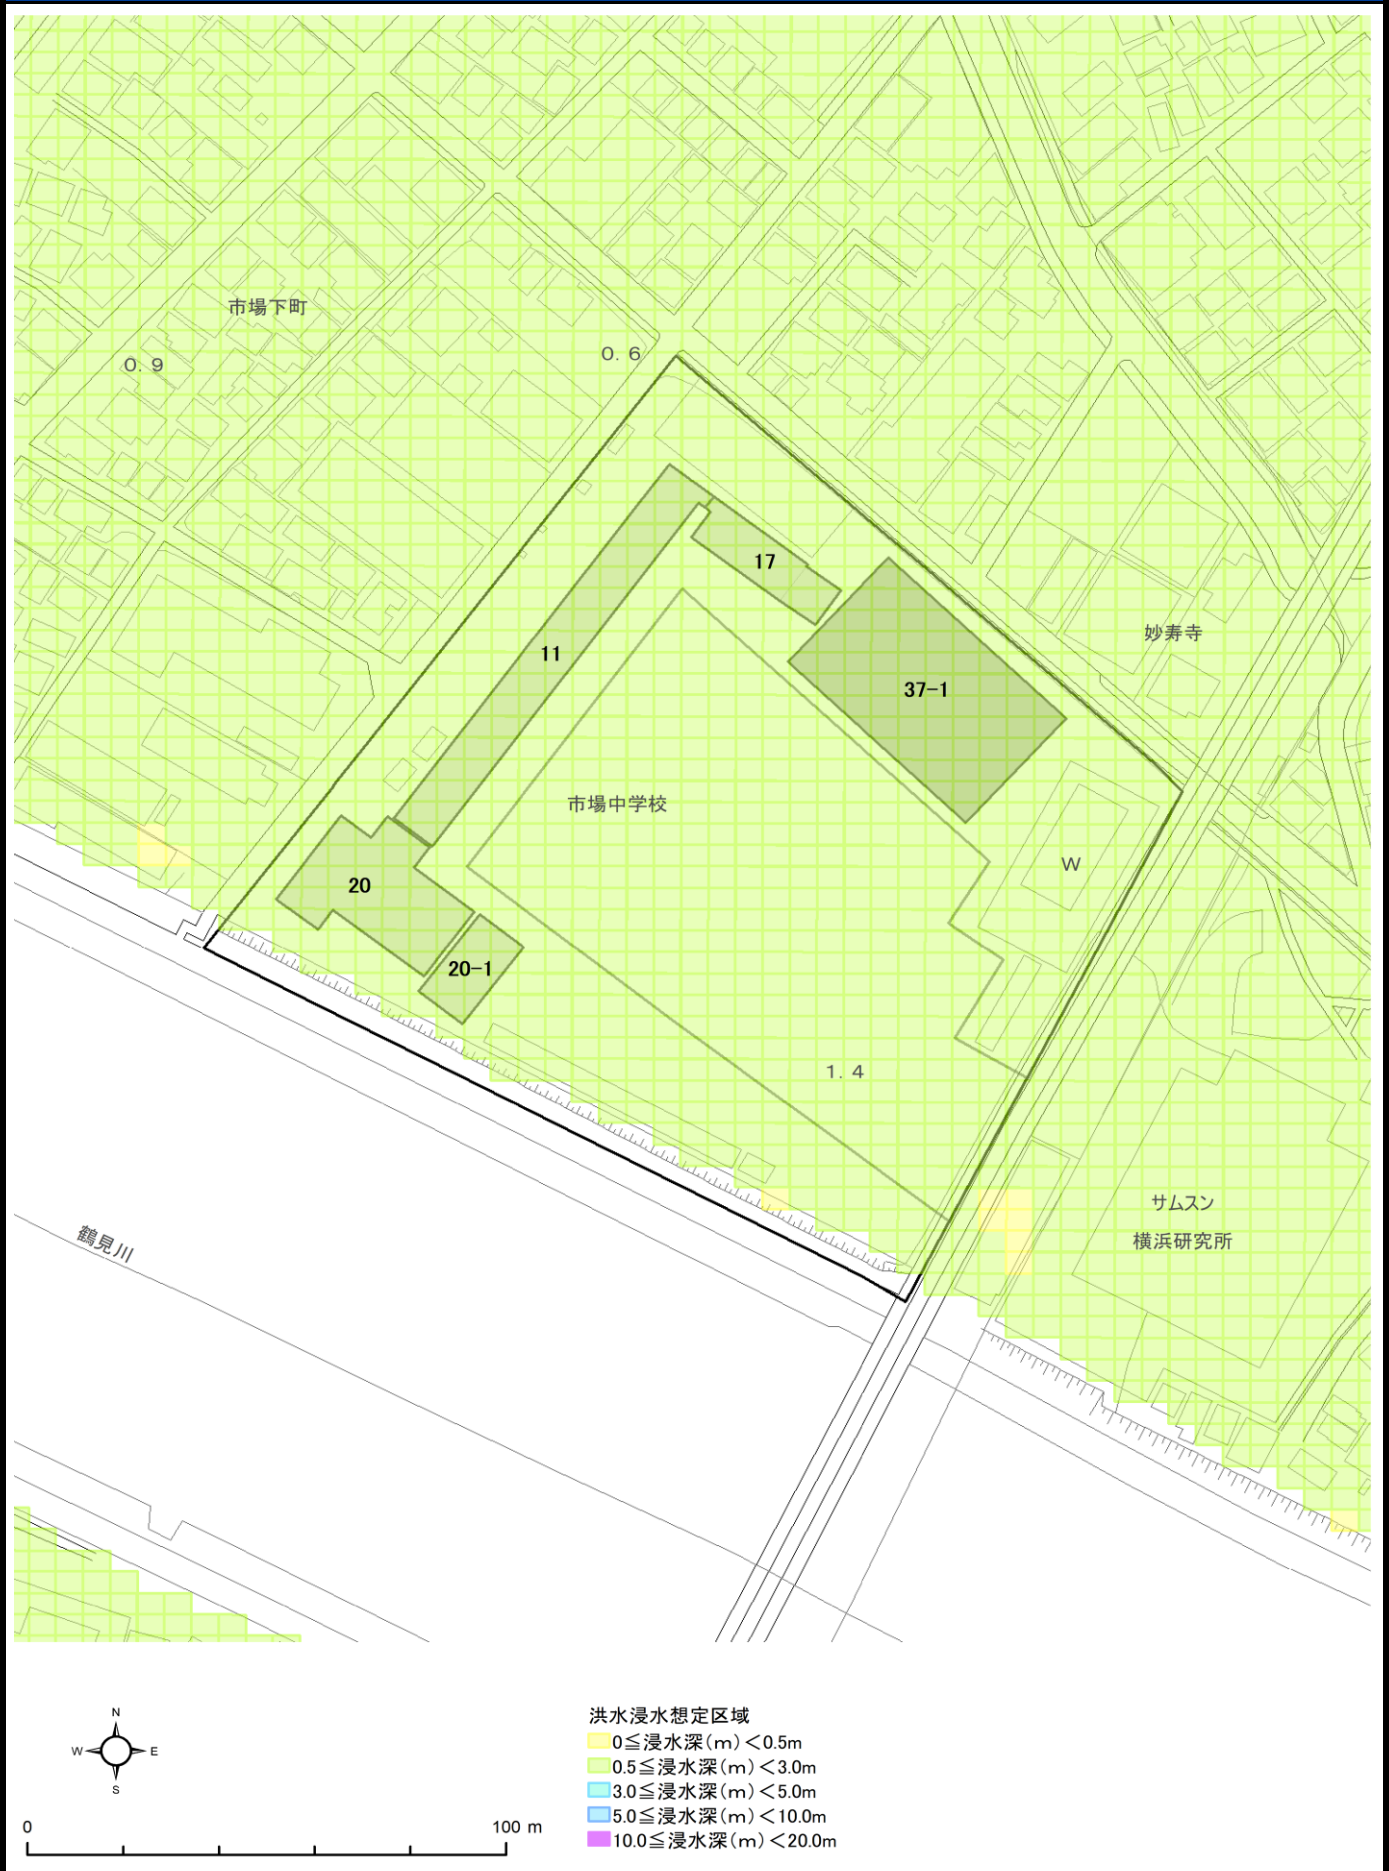 市場下町
0. 9
0. 6
17
11
妙寿寺
37-1
市場中学校
W
20
20-1
1. 4
サムスン
横浜研究所
鶴見川
N
W
E
S
0
100 m
洪水浸水想定区域
0≦浸水深(m)<0.5m
0.5≦浸水深(m)<3.0m
3.0≦浸水深(m)<5.0m
5.0≦浸水深(m)<10.0m
10.0≦浸水深(m)<20.0m